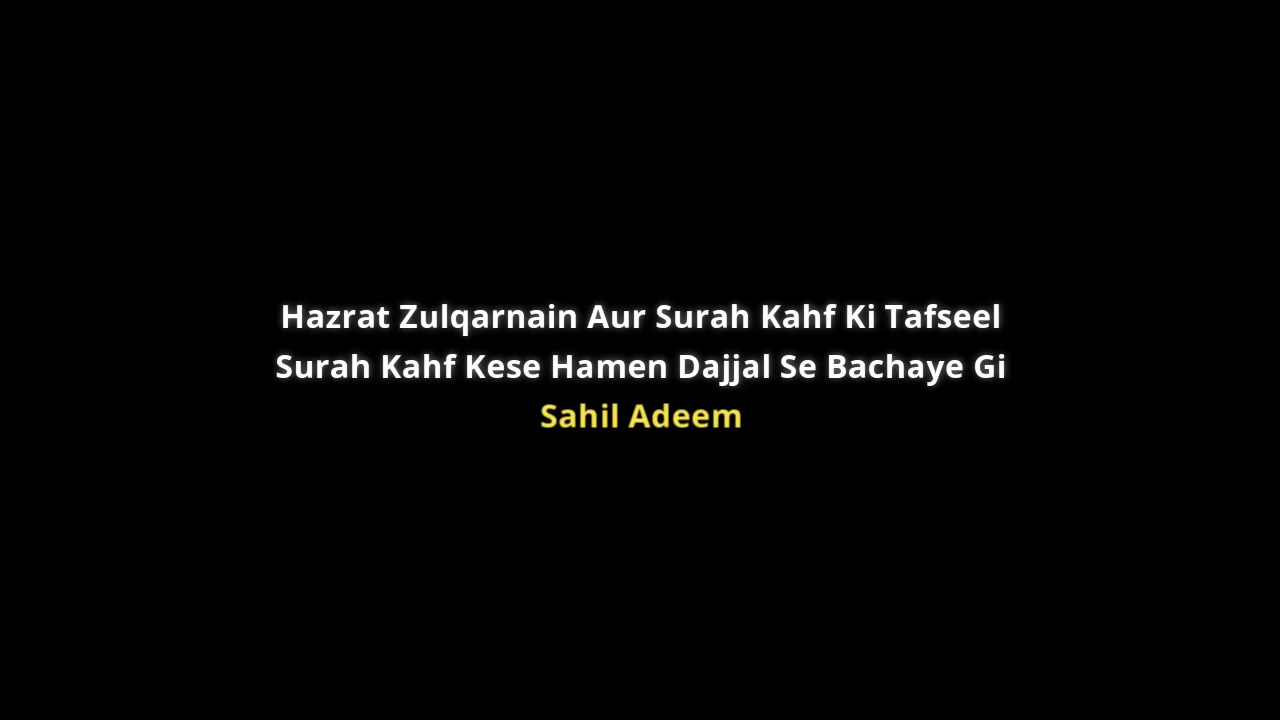 Hazrat Zulqarnain Aur Surah Kahf Ki Tafseel
Surah Kahf Kese Hamen Dajjal Se Bachaye Gi
Sahil Adeem